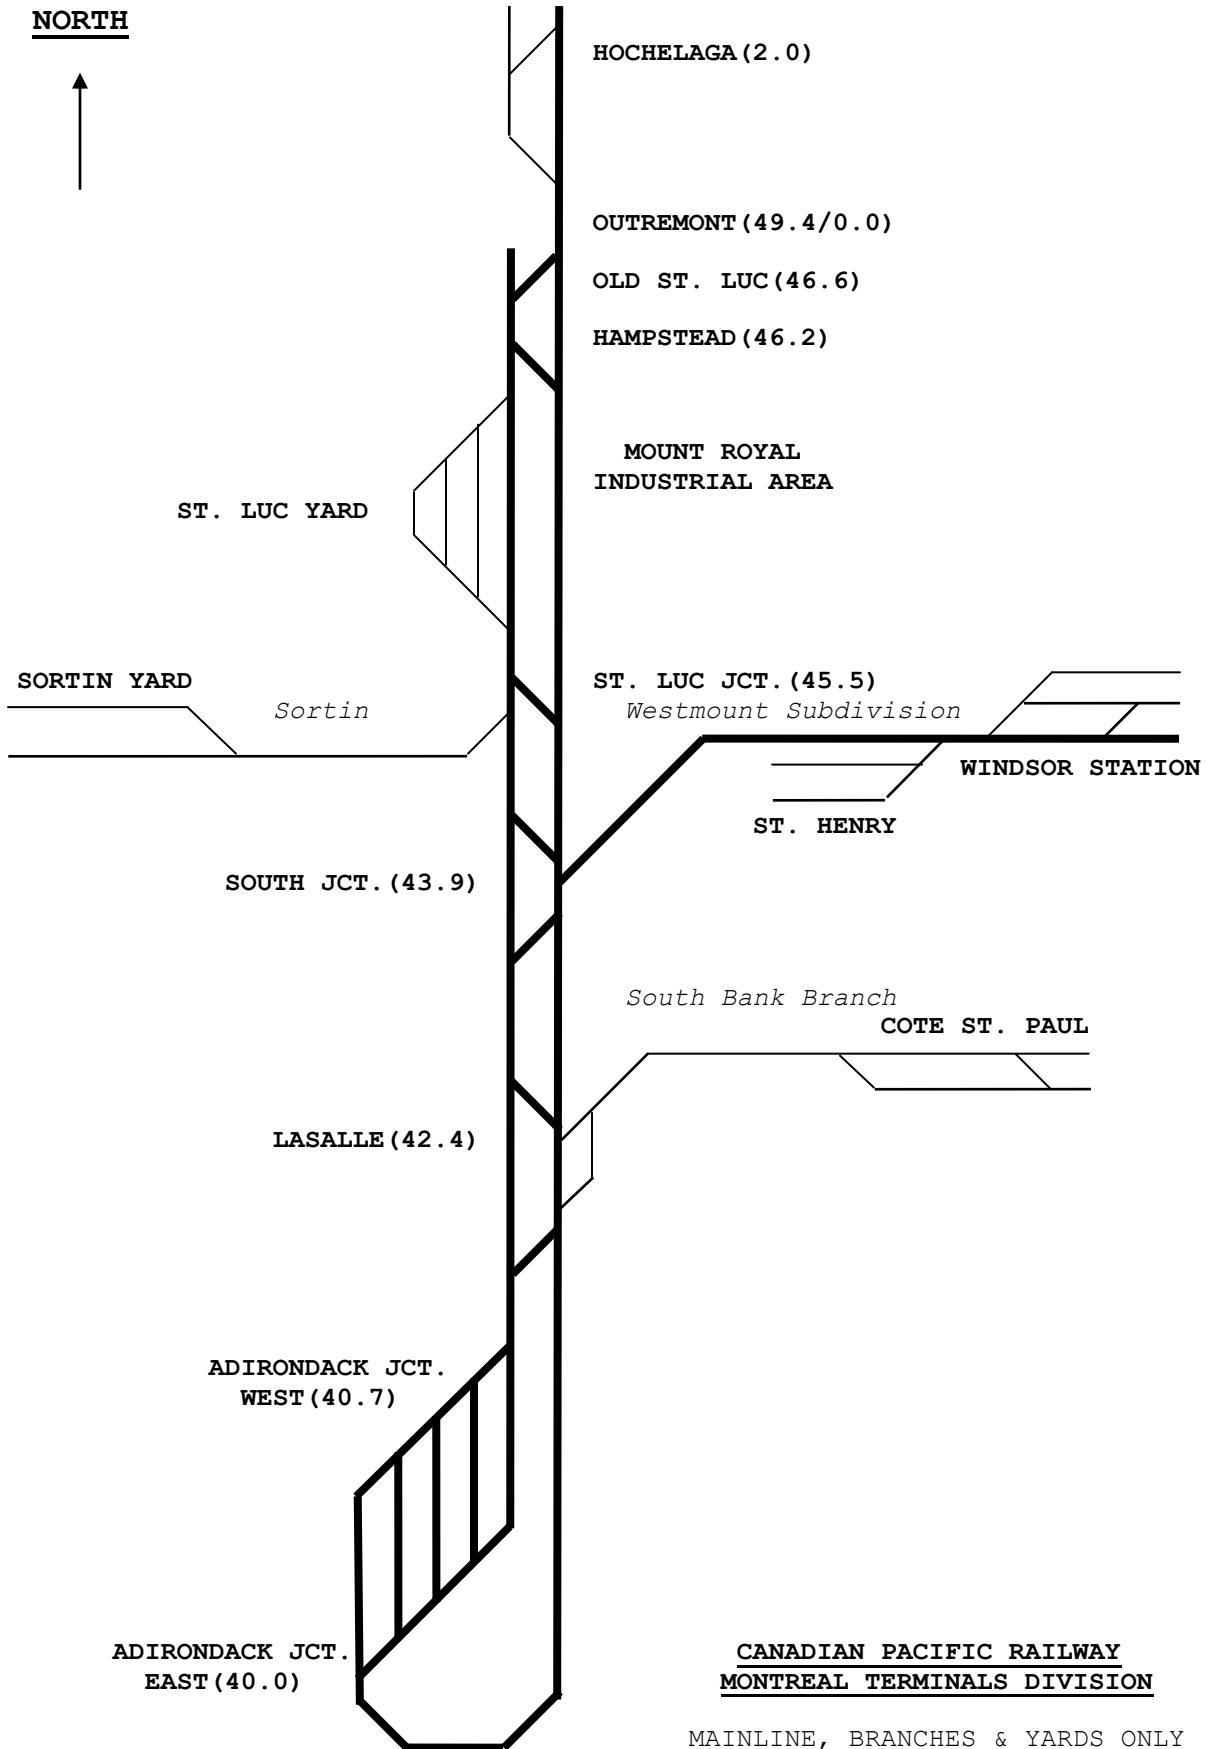 NORTH
HOCHELAGA(2.0)
OUTREMONT(49.4/0.0)
OLD ST. LUC(46.6)
HAMPSTEAD(46.2)
MOUNT ROYAL
INDUSTRIAL AREA
ST. LUC YARD
SORTIN YARD
Sortin
ST. LUC JCT.(45.5)
Westmount Subdivision
WINDSOR STATION
ST. HENRY
SOUTH JCT.(43.9)
South Bank Branch
COTE ST. PAUL
LASALLE(42.4)
ADIRONDACK JCT.
WEST(40.7)
ADIRONDACK JCT.
EAST(40.0)
CANADIAN PACIFIC RAILWAY
MONTREAL TERMINALS DIVISION
MAINLINE, BRANCHES & YARDS ONLY